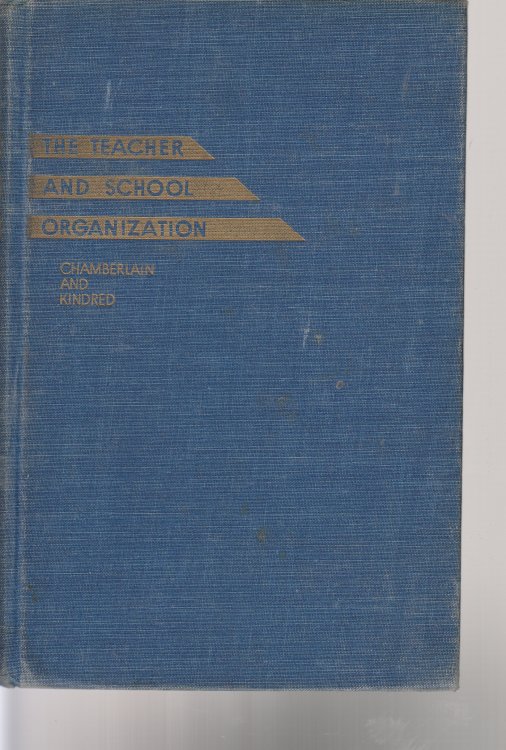 THE TEACHER
AND SCHOOL
ORGANIZATION
CHAMBERLAIN
AND
KINDRED